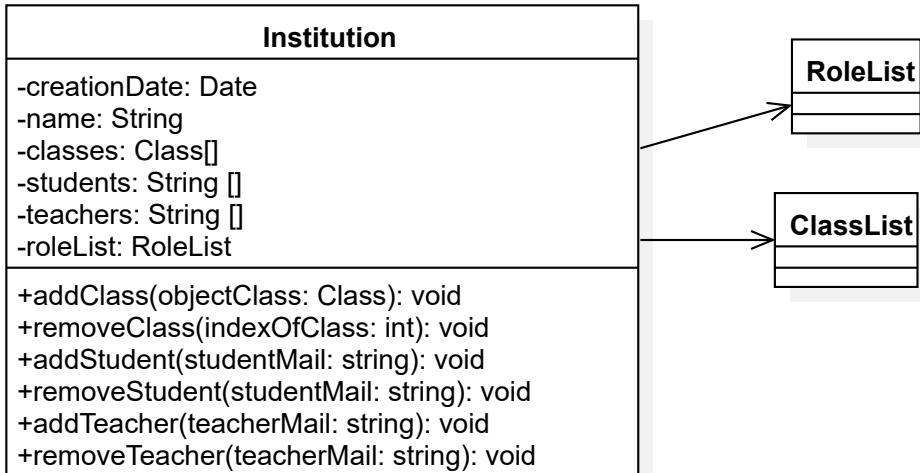 Institution
-creationDate: Date
-name: String
-classes: Class[]
-students: String []
-teachers: String []
-roleList: RoleList
+addClass(objectClass: Class): void
+removeClass(indexOfClass: int): void
+addStudent(studentMail: string): void
+removeStudent(studentMail: string): void
+addTeacher(teacherMail: string): void
+removeTeacher(teacherMail: string): void
RoleList
ClassList